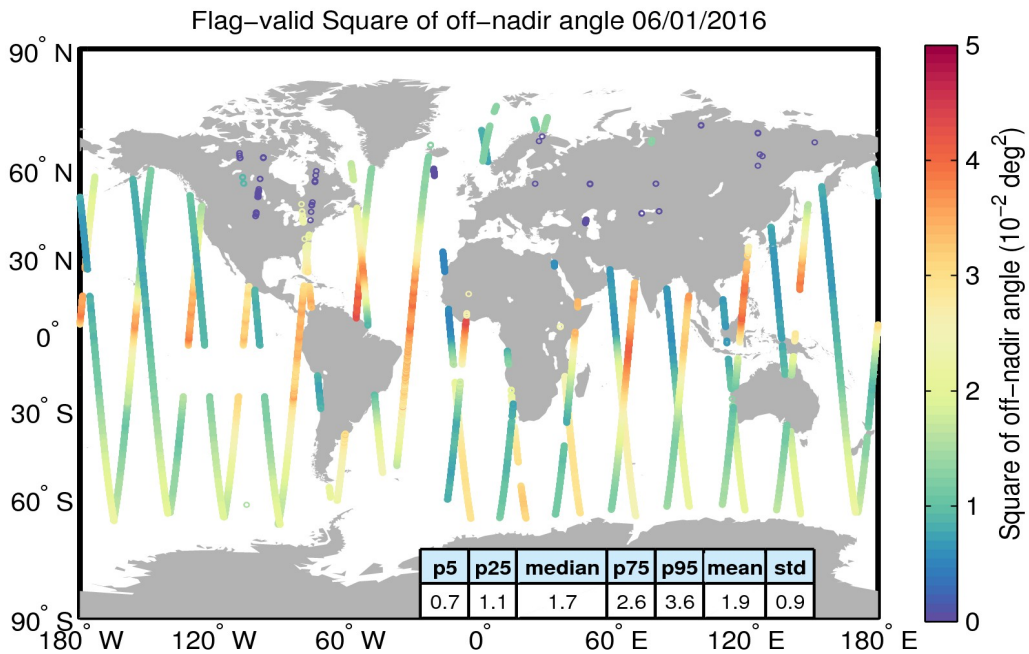 Flag−valid Square of off−nadir angle 06/01/2016
90° N
60° N
30° N
0°
30° S
60° S
90° S
180° W
120° W
60° W
0°
60° E
120° E
180° E
p5 p25 median p75 p95 mean std
0.7 1.1 1.7 2.6 3.6 1.9 0.9
5
4
3
2
1
0
Square of off−nadir angle (10⁻² deg²)